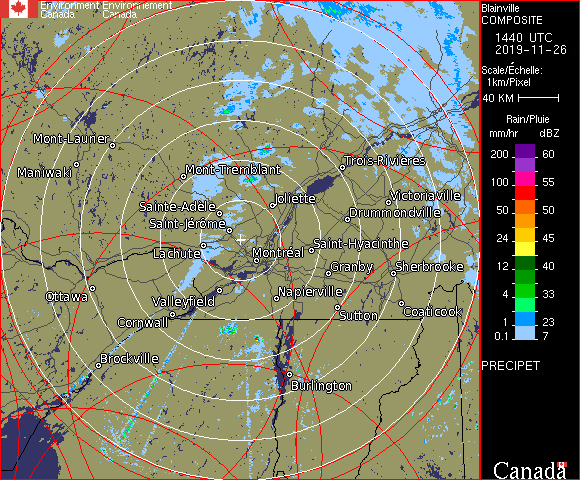 Environment Environnement
Canada Canada
Blainville
COMPOSITE
1440 UTC
2019-11-26
Scale/Échelle:
1km/Pixel
40 KM
Rain/Pluie
mm/hr dBZ
200 60
100 55
50 50
24 45
12 40
4 33
1 23
0.1 7
PRECIPET
Canada
Mont-Laurier
Maniwaki
Mont-Tremblant
Trois-Rivières
Sainte-Adèle
Joliette
Victoriaville
Saint-Jérôme
Drummondville
Lachute
Montréal
Saint-Hyacinthe
Granby
Sherbrooke
Ottawa
Valleyfield
Napierville
Cornwall
Sutton
Coaticook
Brockville
Burlington